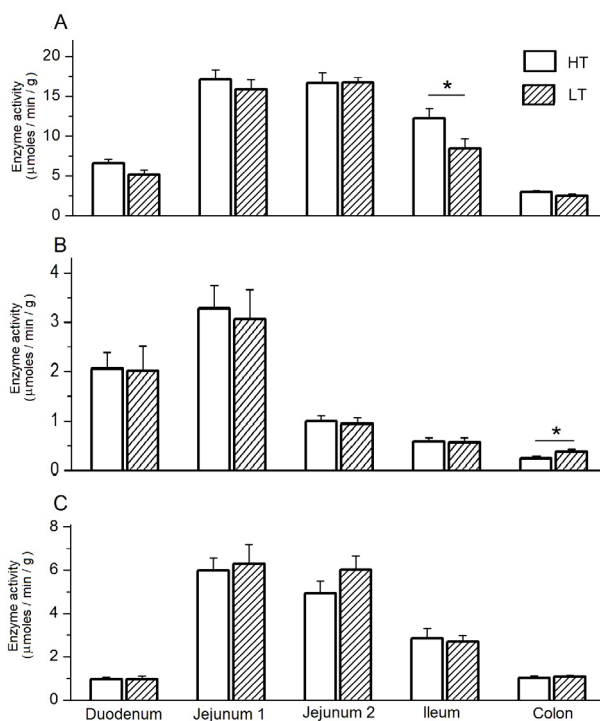 A
Enzyme activity
(μmoles / min / g)
20
15
10
5
0
*
HT
LT
B
Enzyme activity
(μmoles / min / g)
4
3
2
1
0
*
C
Enzyme activity
(μmoles / min / g)
8
6
4
2
0
Duodenum Jejunum 1 Jejunum 2 Ileum Colon